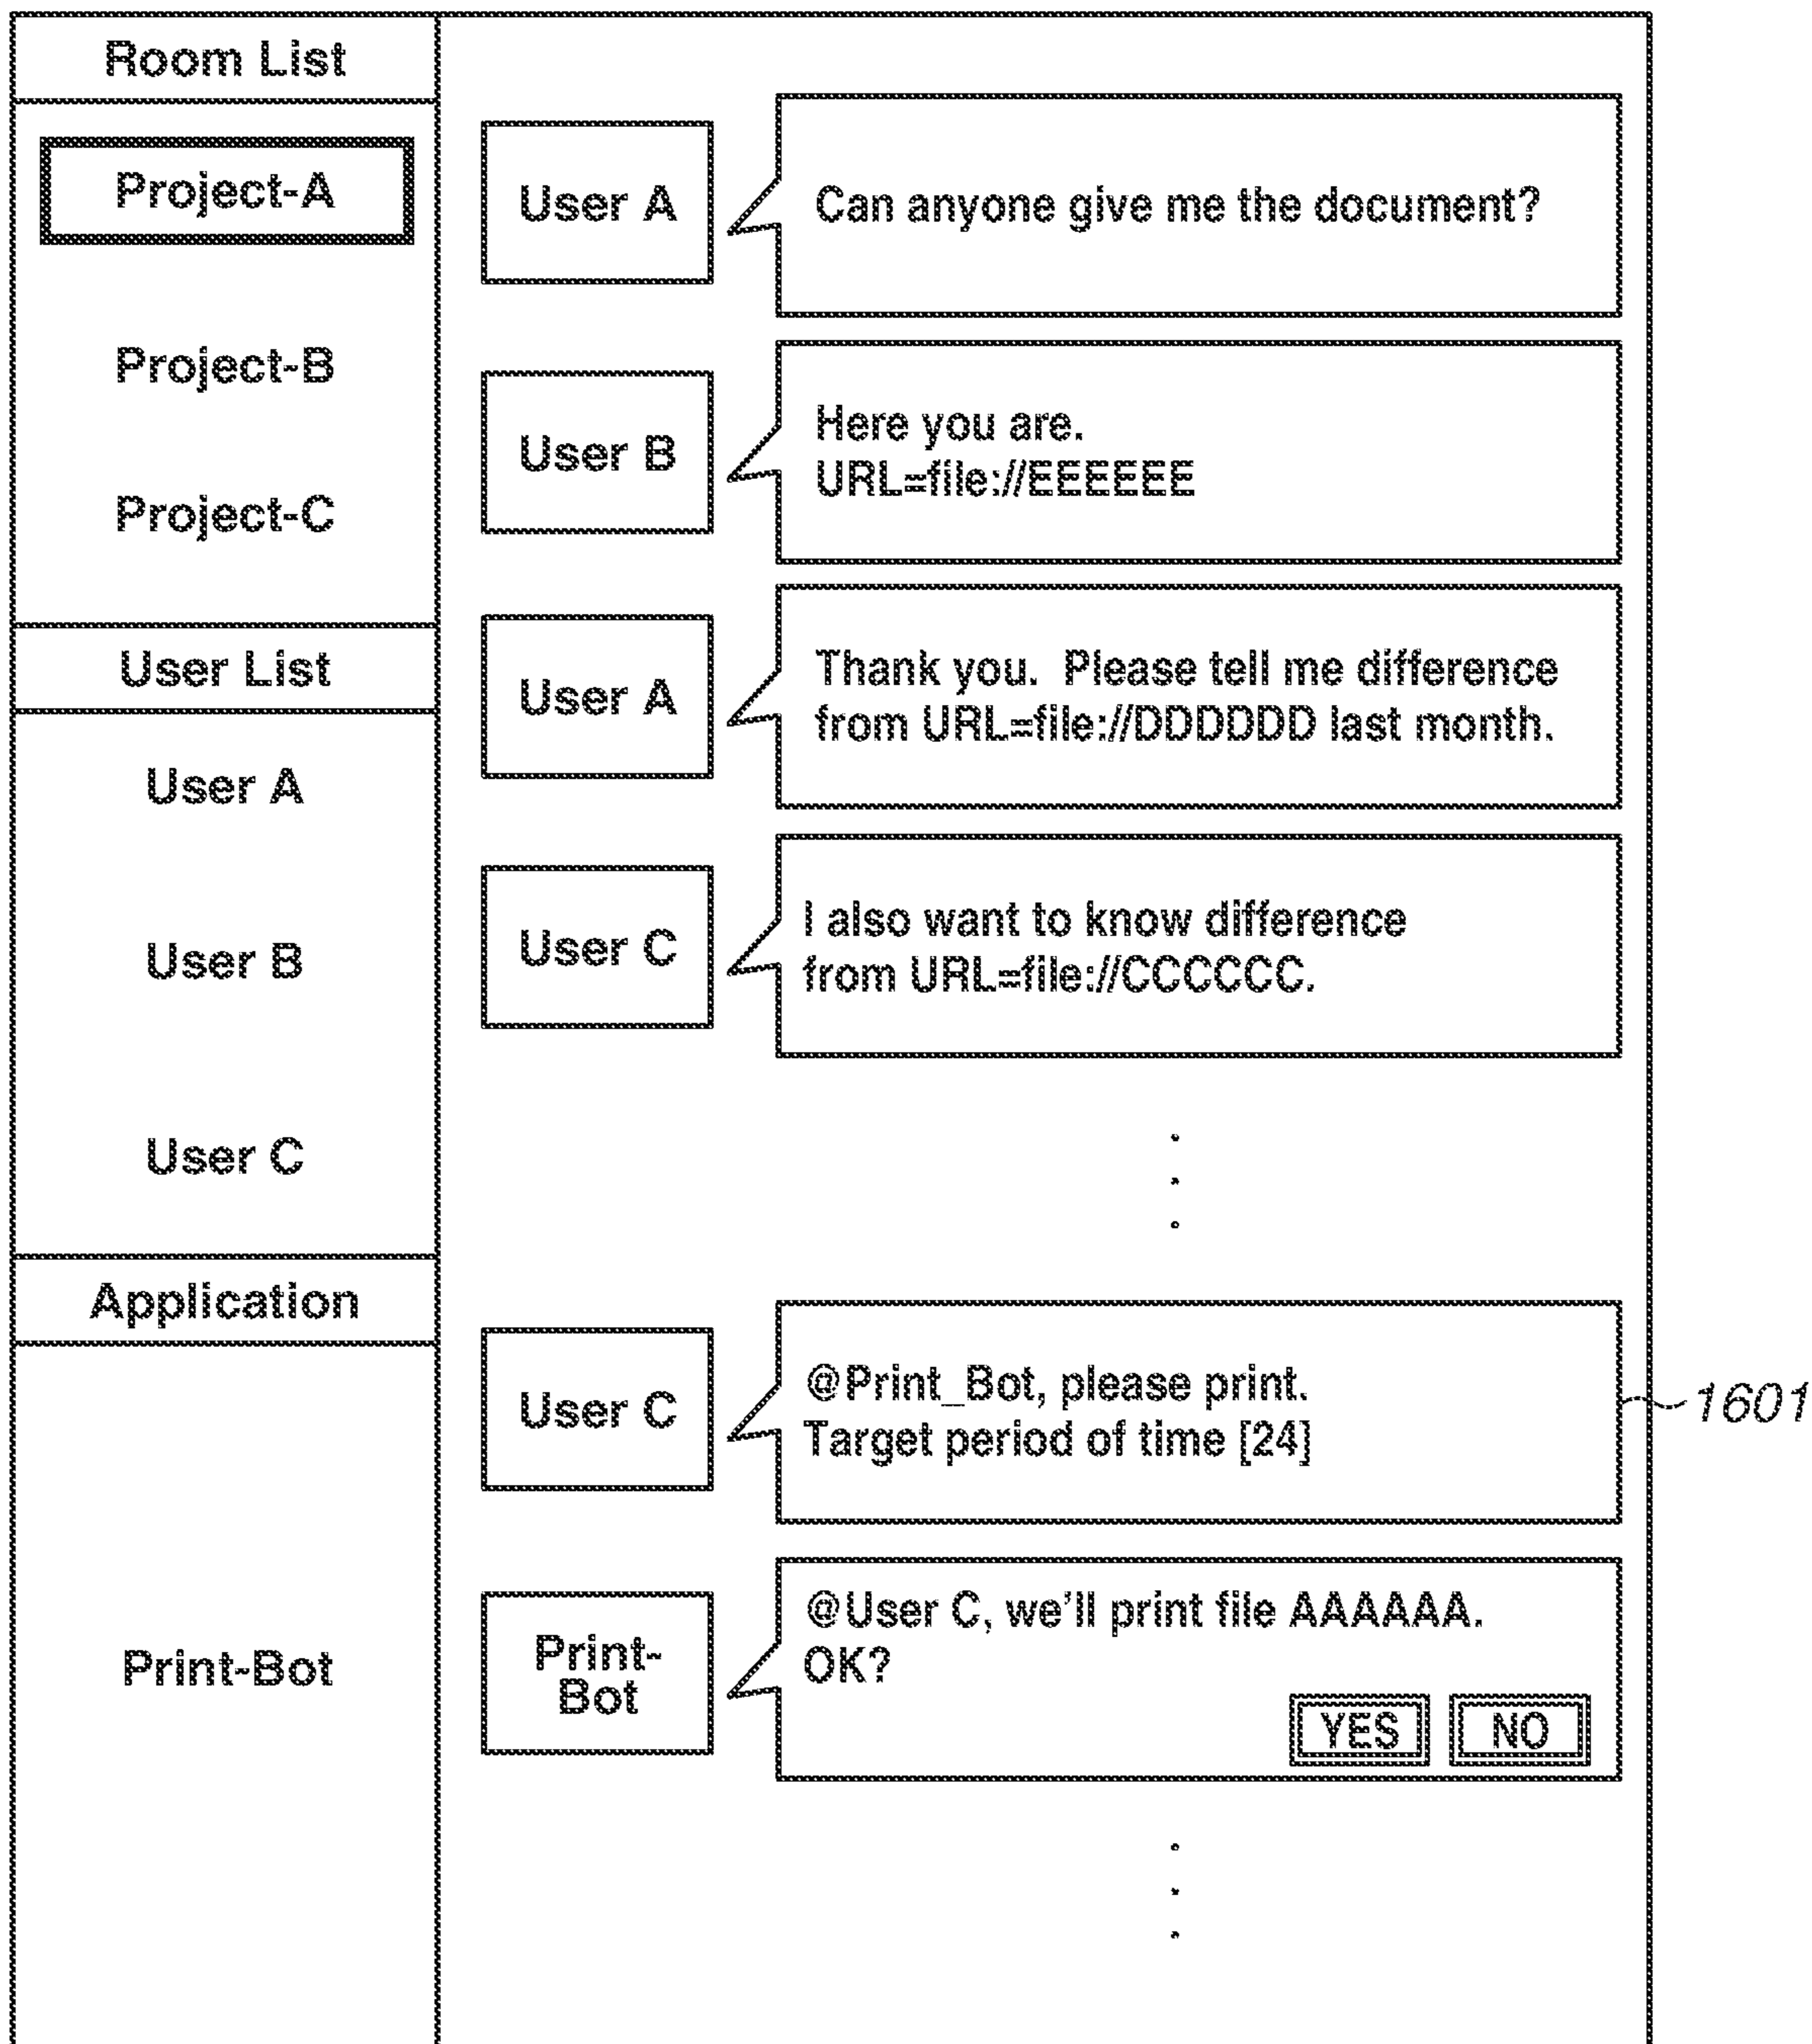 Room List
Project-A
Project-B
Project-C
User List
User A
User B
User C
Application
Print-Bot
User A
Can anyone give me the document?
User B
Here you are.
URL=file://EEEEEE
User A
Thank you. Please tell me difference
from URL=file://DDDDDD last month.
User C
I also want to know difference
from URL=file://CCCCCC.
User C
@Print_Bot, please print.
Target period of time [24]
1601
Print-
Bot
@User C, we'll print file AAAAAA.
OK?
YES NO